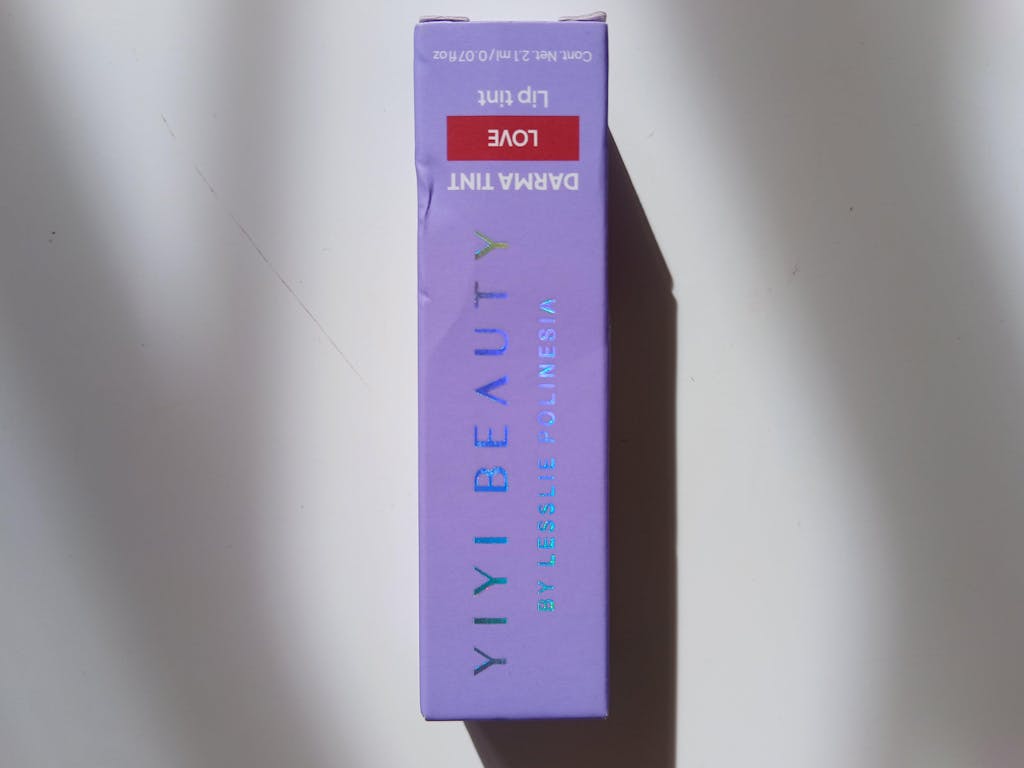 YIYI BEAUTY
BY LESSLIE POLINESIA
DARMA TINT
LOVE
Lip tint
Cont. Net. 2.1 ml / 0.07 fl oz